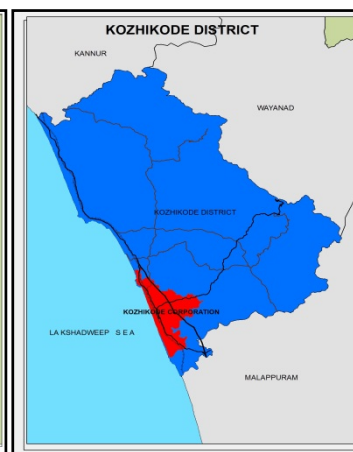 KOZHIKODE DISTRICT
KANNUR
WAYANAD
KOZHIKODE DISTRICT
KOZHIKODE CORPORATION
LA KSHADWEEP S E A
MALAPPURAM